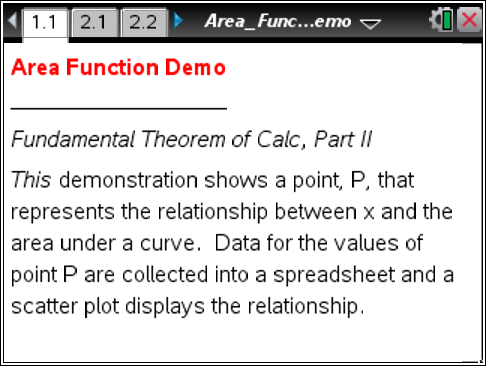 1.1 2.1 2.2 Area_Func...emo
Area Function Demo
Fundamental Theorem of Calc, Part II
This demonstration shows a point, P, that
represents the relationship between x and the
area under a curve.  Data for the values of
point P are collected into a spreadsheet and a
scatter plot displays the relationship.